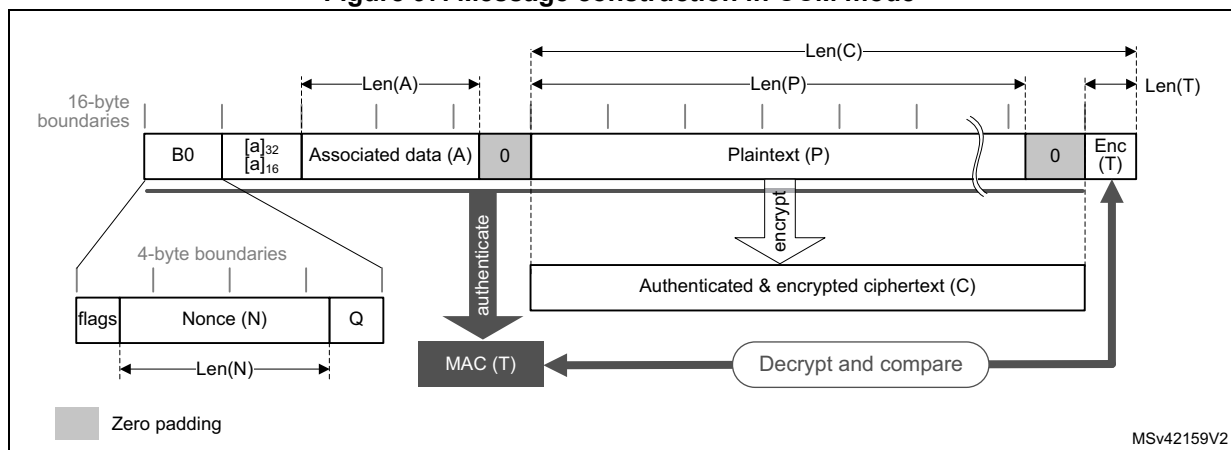 Figure Message construction in CCM mode
Len(C)
Len(A)
Len(P)
Len(T)
16-byte
boundaries
B0
[a]32
[a]16
Associated data (A)
0
Plaintext (P)
0
Enc
(T)
authenticate
encrypt
4-byte boundaries
Authenticated & encrypted ciphertext (C)
flags
Nonce (N)
Q
Len(N)
MAC (T)
Decrypt and compare
Zero padding
MSv42159V2